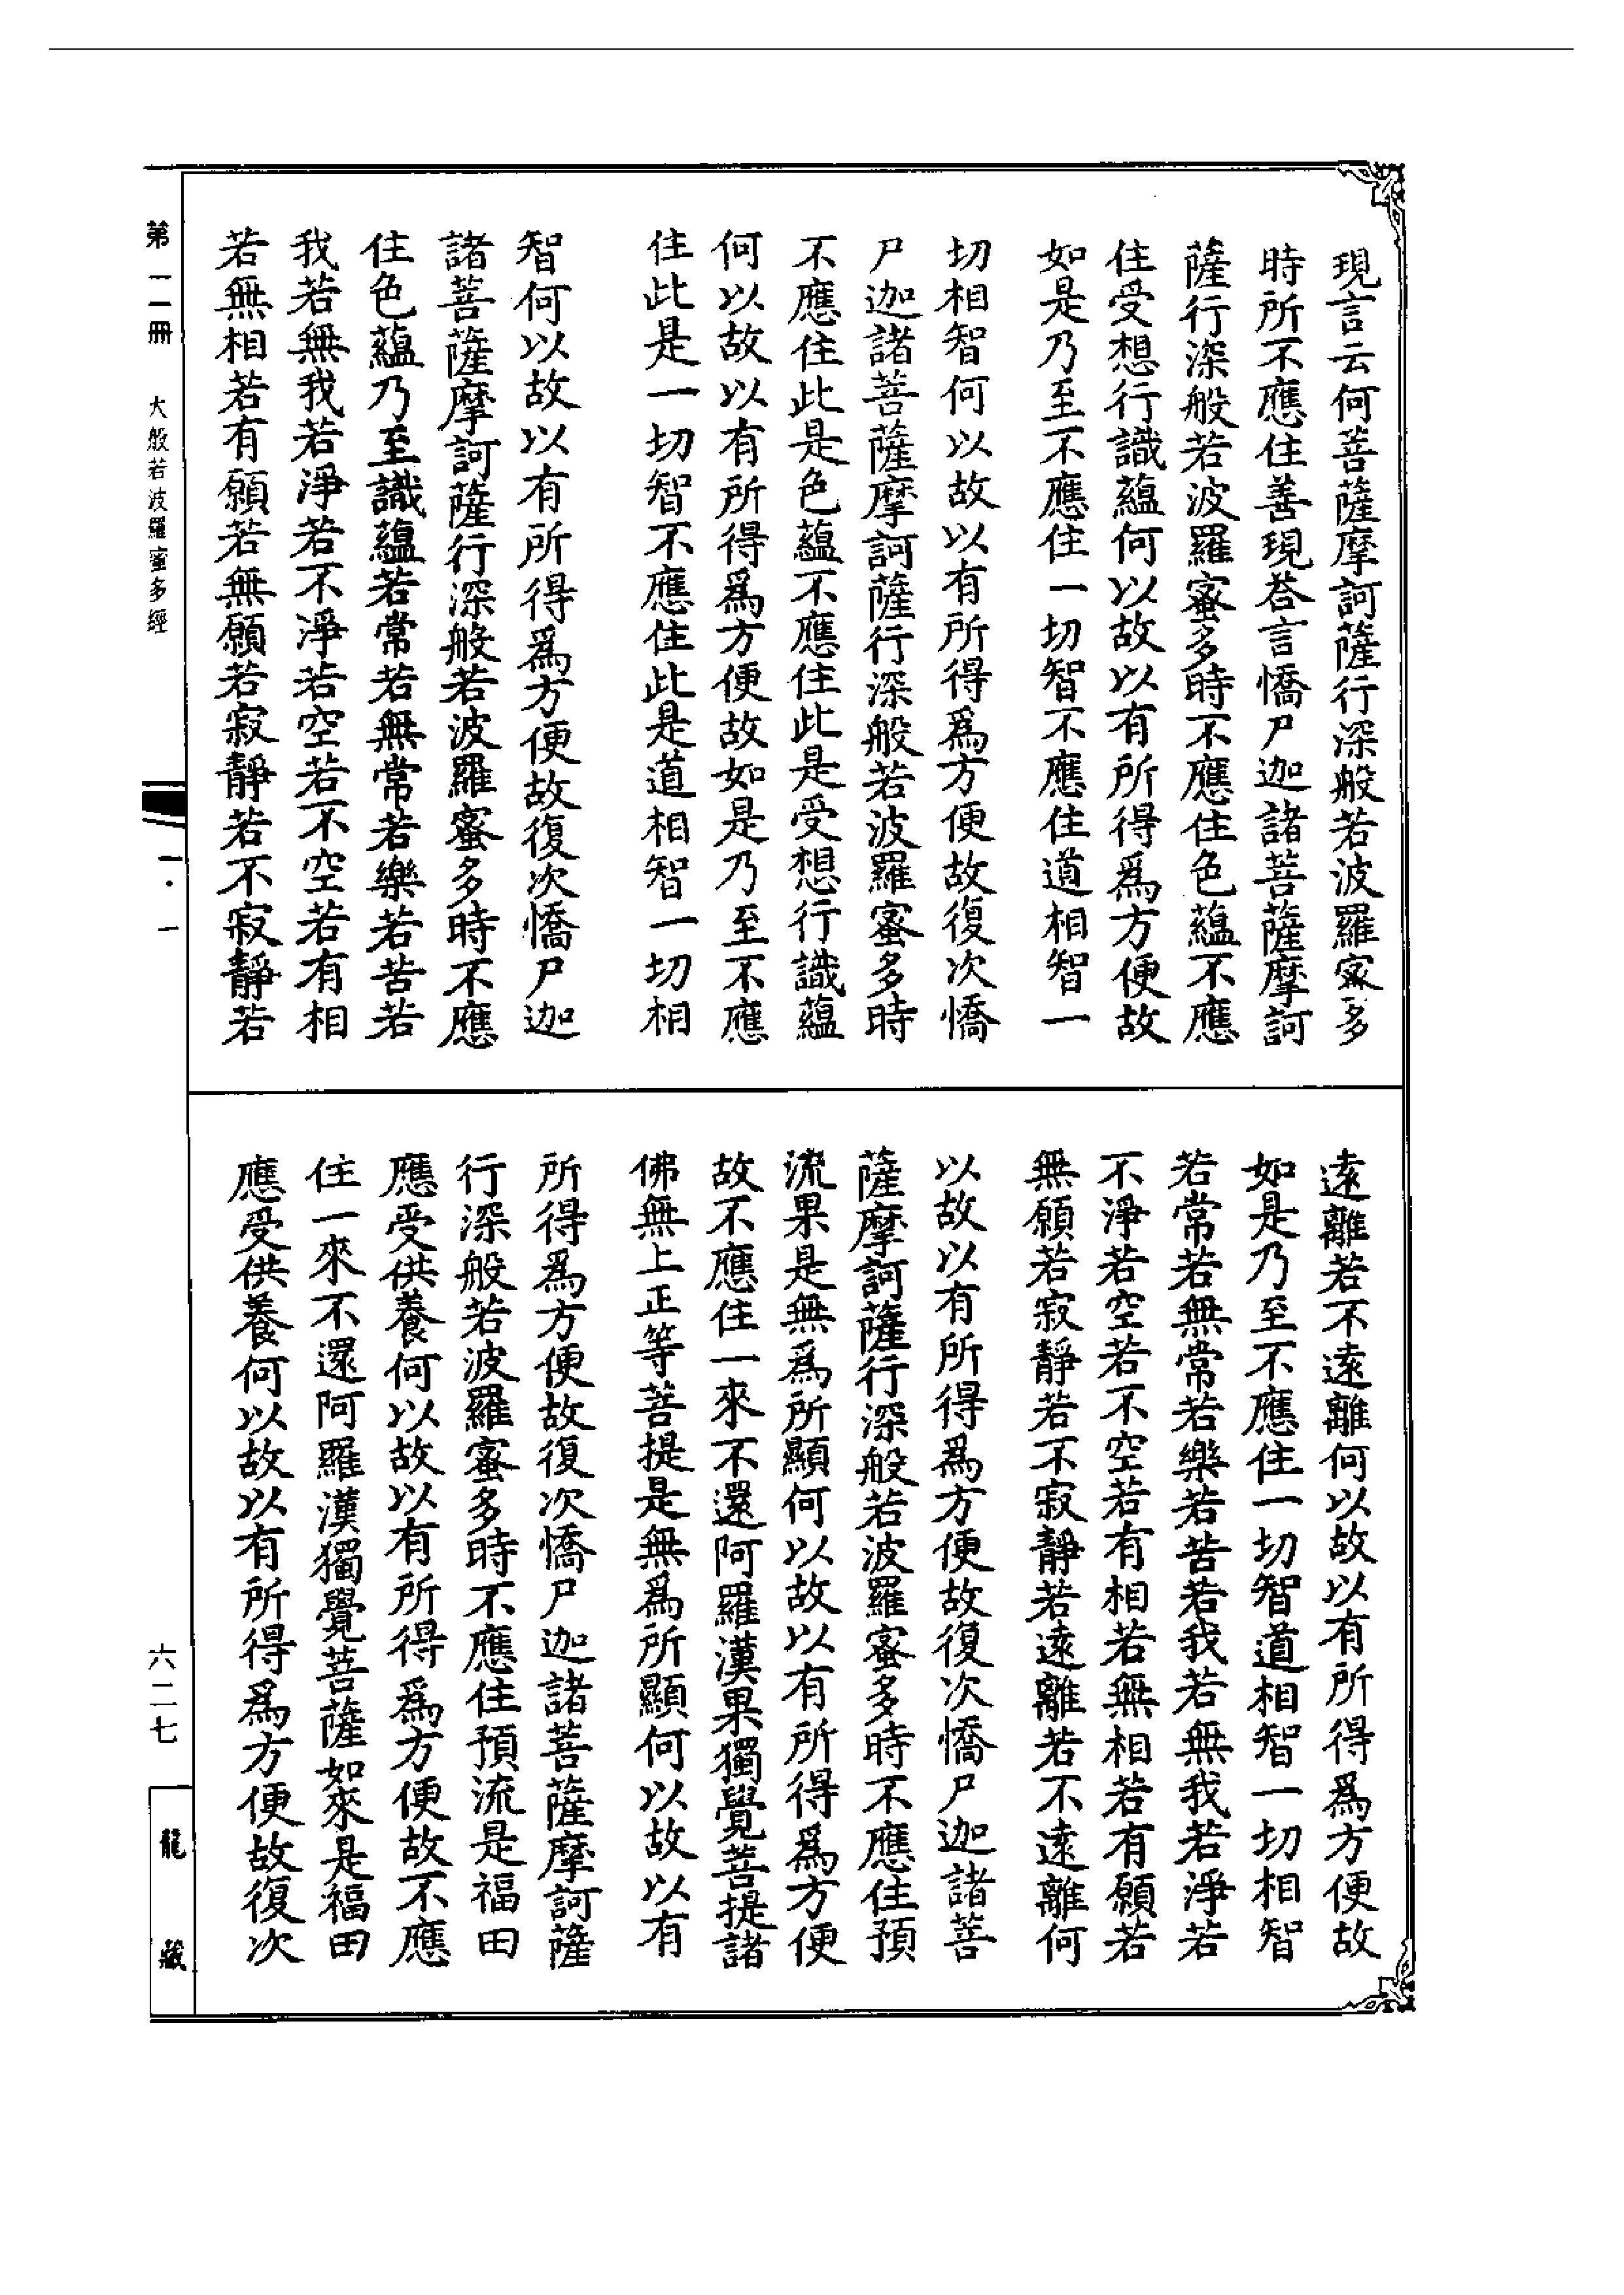 現言云何菩薩摩訶薩行深般若波羅宻多
時所不應住善現荅言憍尸迦諸菩薩摩訶
薩行深般若波羅蜜多時不應住色蘊不應
住受想行識蘊何以故以有所得爲方便故
如是乃至不應住一切智不應住道相智一
切相智何以故以有所得爲方便故復次憍
尸迦諸菩薩摩訶薩行深般若波羅蜜多時
不應住此是色蘊不應住此是受想行識蘊
何以故以有所得爲方便故如是乃至不應
住此是一切智不應住此是道相智一切相
智何以故以有所得爲方便故復次憍尸迦
諸菩薩摩訶薩行深般若波羅蜜多時不應
住色蘊乃至識蘊若常若無常若樂若苦若
我若無我若淨若不淨若空若不空若有相
若無相若有願若無願若寂靜若不寂靜若
遠離若不遠離何以故以有所得爲方便故
如是乃至不應住一切智道相智一切相智
若常若無常若樂若苦若我若無我若淨若
不淨若空若不空若有相若無相若有願若
無願若寂靜若不寂靜若遠離若不遠離何
以故以有所得爲方便故復次憍尸迦諸菩
薩摩訶薩行深般若波羅蜜多時不應住預
流果是無爲所顯何以故以有所得爲方便
故不應住一來不還阿羅漢果獨覺菩提諸
佛無上正等菩提是無爲所顯何以故以有
所得爲方便故復次憍尸迦諸菩薩摩訶薩
行深般若波羅蜜多時不應住預流是福田
應受供養何以故以有所得爲方便故不應
住一來不還阿羅漢獨覺菩薩如來是福田
應受供養何以故以有所得爲方便故復次
第一二冊 大般若波羅蜜多經
一·一
六二七
龍藏